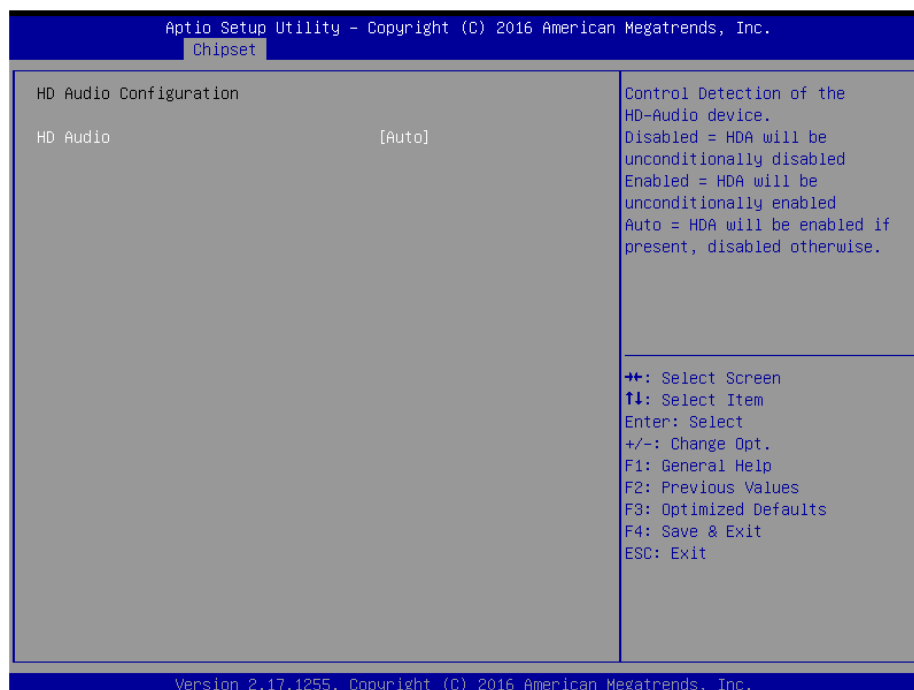 Aptio Setup Utility – Copyright (C) 2016 American Megatrends, Inc.
Chipset
HD Audio Configuration
HD Audio [Auto]
Control Detection of the
HD-Audio device.
Disabled = HDA will be
unconditionally disabled
Enabled = HDA will be
unconditionally enabled
Auto = HDA will be enabled if
present, disabled otherwise.
→←: Select Screen
↑↓: Select Item
Enter: Select
+/-: Change Opt.
F1: General Help
F2: Previous Values
F3: Optimized Defaults
F4: Save & Exit
ESC: Exit
Version 2.17.1255. Copyright (C) 2016 American Megatrends, Inc.